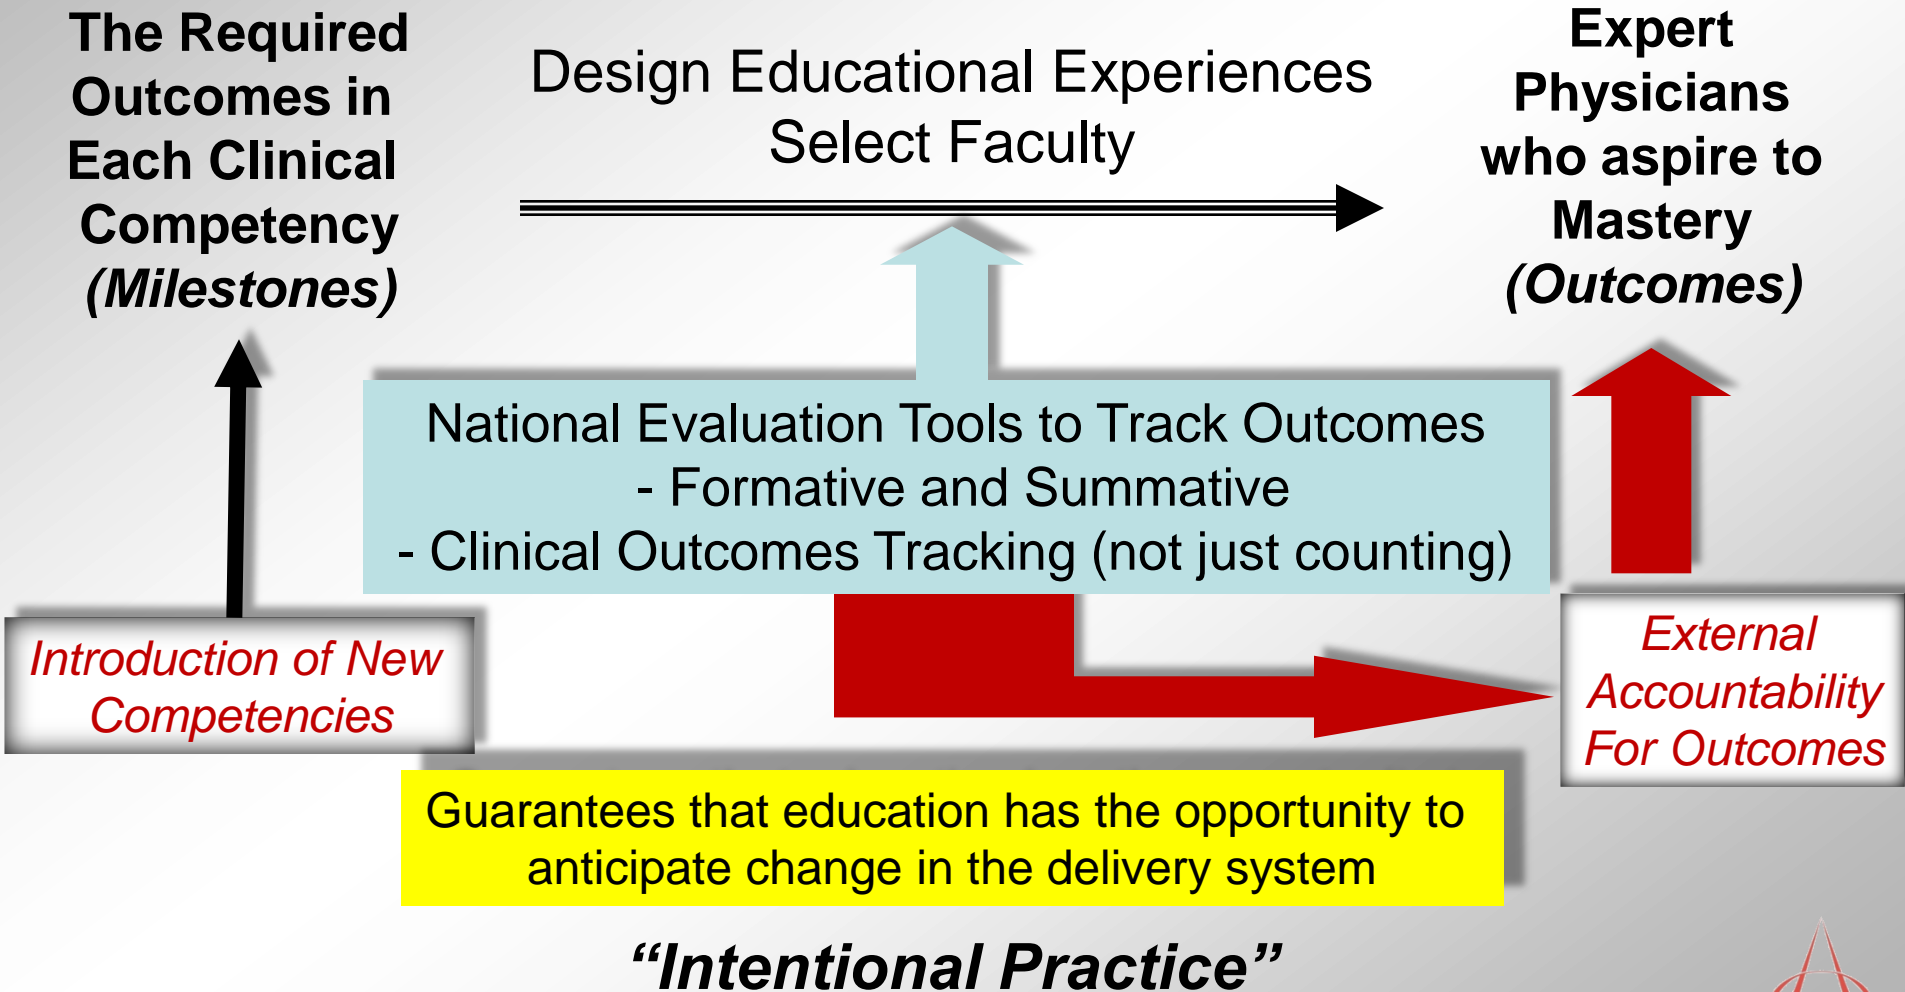 The Required
Outcomes in
Each Clinical
Competency
(Milestones)
Design Educational Experiences
Select Faculty
Expert
Physicians
who aspire to
Mastery
(Outcomes)
National Evaluation Tools to Track Outcomes
- Formative and Summative
- Clinical Outcomes Tracking (not just counting)
Introduction of New
Competencies
External
Accountability
For Outcomes
Guarantees that education has the opportunity to
anticipate change in the delivery system
“Intentional Practice”